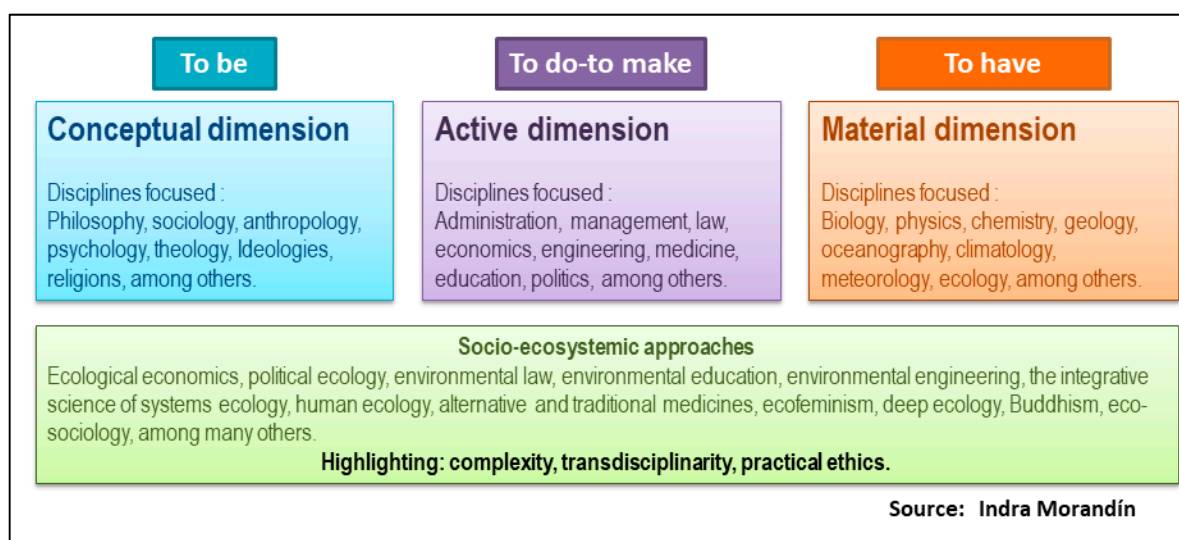 To be
Conceptual dimension
Disciplines focused :
Philosophy, sociology, anthropology,
psychology, theology, Ideologies,
religions, among others.
To do-to make
Active dimension
Disciplines focused :
Administration, management, law,
economics, engineering, medicine,
education, politics, among others.
To have
Material dimension
Disciplines focused :
Biology, physics, chemistry, geology,
oceanography, climatology,
meteorology, ecology, among others.
Socio-ecosystemic approaches
Ecological economics, political ecology, environmental law, environmental education, environmental engineering, the integrative
science of systems ecology, human ecology, alternative and traditional medicines, ecofeminism, deep ecology, Buddhism, eco-
sociology, among many others.
Highlighting: complexity, transdisciplinarity, practical ethics.
Source: Indra Morandín